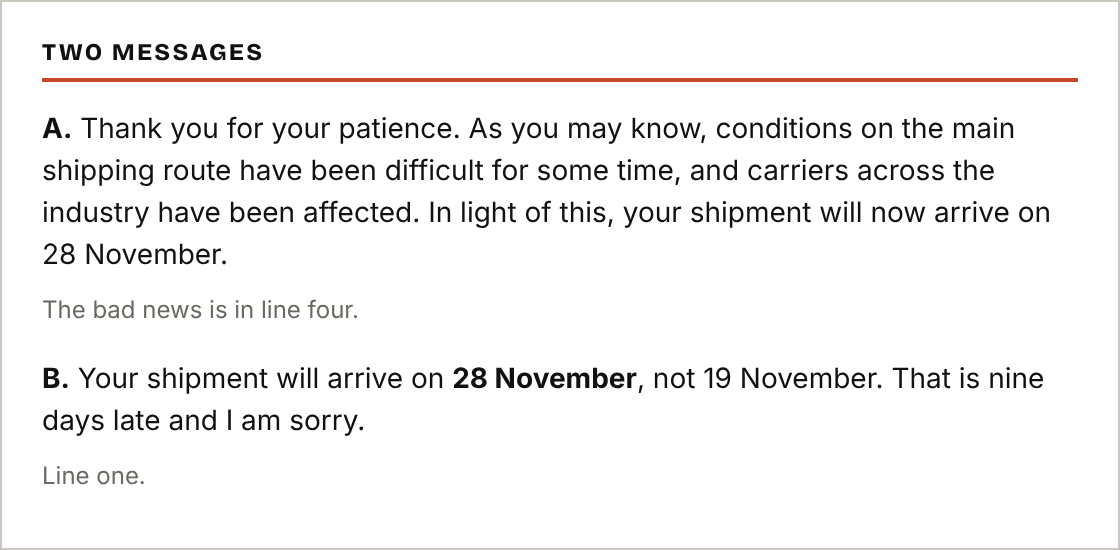 TWO MESSAGES
A. Thank you for your patience. As you may know, conditions on the main
shipping route have been difficult for some time, and carriers across the
industry have been affected. In light of this, your shipment will now arrive on
28 November.
The bad news is in line four.
B. Your shipment will arrive on 28 November, not 19 November. That is nine
days late and I am sorry.
Line one.